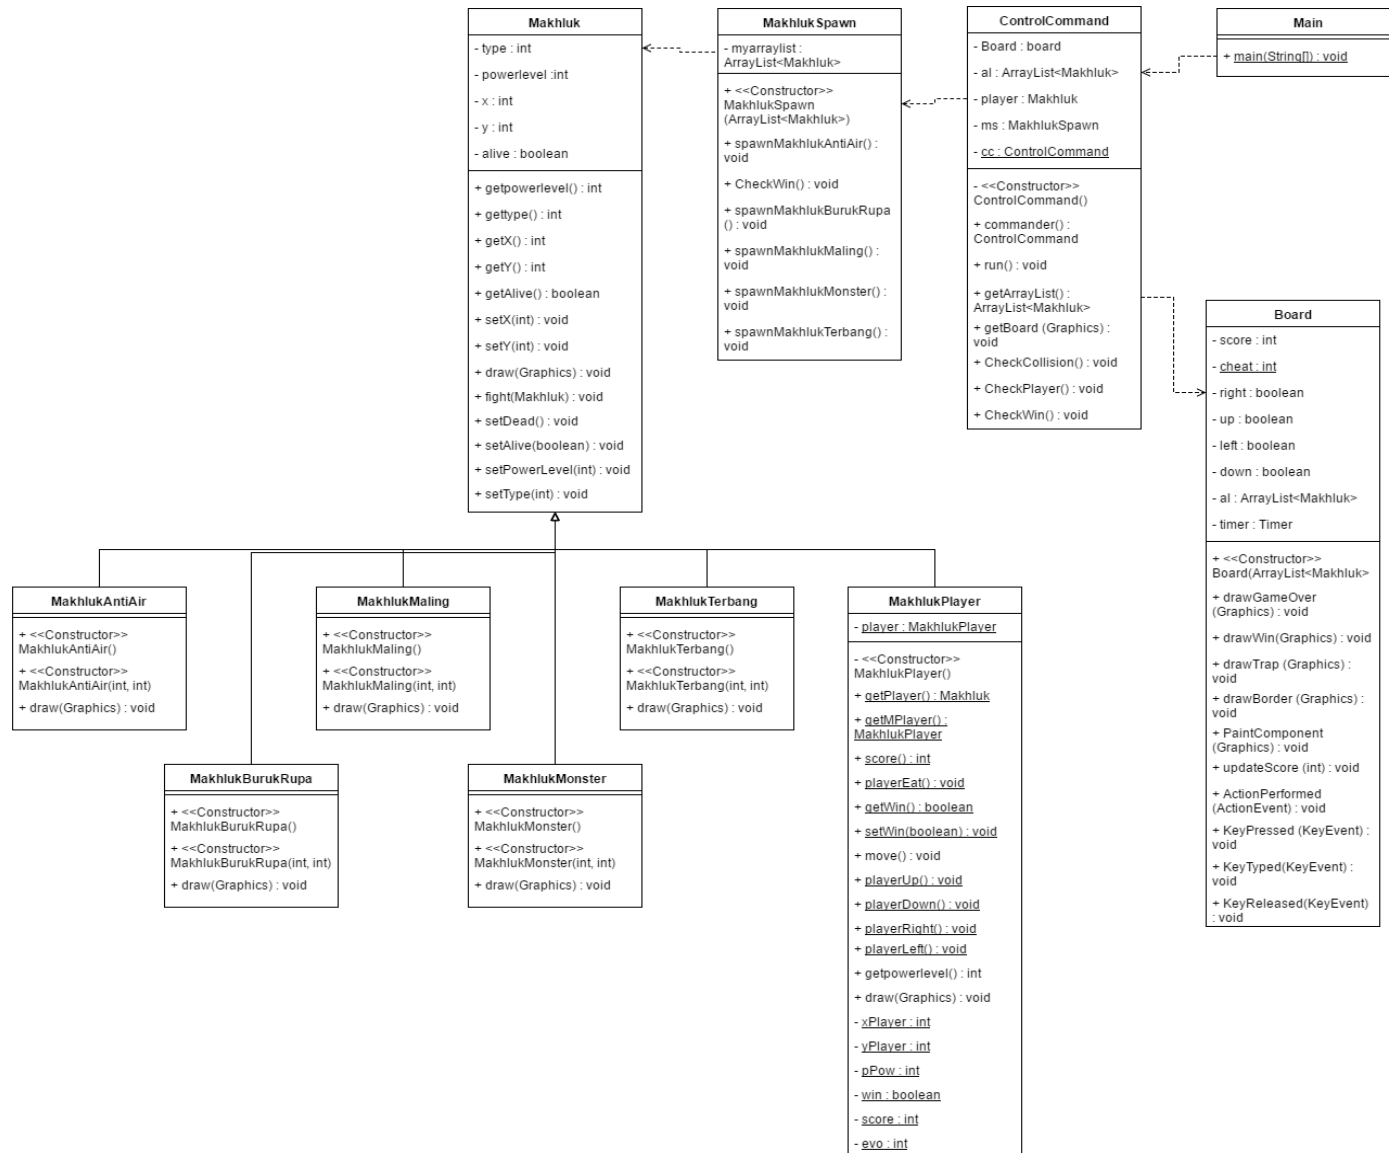 Makhluk
- type : int
- powerlevel :int
- x : int
- y : int
- alive : boolean
+ getpowerlevel() : int
+ gettype() : int
+ getX() : int
+ getY() : int
+ getAlive() : boolean
+ setX(int) : void
+ setY(int) : void
+ draw(Graphics) : void
+ fight(Makhluk) : void
+ setDead() : void
+ setAlive(boolean) : void
+ setPowerLevel(int) : void
+ setType(int) : void
MakhlukSpawn
- myarraylist :
ArrayList<Makhluk>
+ <<Constructor>>
MakhlukSpawn
(ArrayList<Makhluk>)
+ spawnMakhlukAntiAir() :
void
+ CheckWin() : void
+ spawnMakhlukBurukRupa
() : void
+ spawnMakhlukMaling() :
void
+ spawnMakhlukMonster() :
void
+ spawnMakhlukTerbang() :
void
ControlCommand
- Board : board
- al : ArrayList<Makhluk>
- player : Makhluk
- ms : MakhlukSpawn
- cc : ControlCommand
- <<Constructor>>
ControlCommand()
+ commander() :
ControlCommand
+ run() : void
+ getArrayList() :
ArrayList<Makhluk>
+ getBoard (Graphics) :
void
+ CheckCollision() : void
+ CheckPlayer() : void
+ CheckWin() : void
Main
+ main(String[]) : void
Board
- score : int
- cheat : int
- right : boolean
- up : boolean
- left : boolean
- down : boolean
- al : ArrayList<Makhluk>
- timer : Timer
+ <<Constructor>>
Board(ArrayList<Makhluk>
+ drawGameOver
(Graphics) : void
+ drawWin(Graphics) : void
+ drawTrap (Graphics) :
void
+ drawBorder (Graphics) :
void
+ PaintComponent
(Graphics) : void
+ updateScore (int) : void
+ ActionPerformed
(ActionEvent) : void
+ KeyPressed (KeyEvent) :
void
+ KeyTyped(KeyEvent) :
void
+ KeyReleased(KeyEvent)
: void
MakhlukAntiAir
+ <<Constructor>>
MakhlukAntiAir()
+ <<Constructor>>
MakhlukAntiAir(int, int)
+ draw(Graphics) : void
MakhlukMaling
+ <<Constructor>>
MakhlukMaling()
+ <<Constructor>>
MakhlukMaling(int, int)
+ draw(Graphics) : void
MakhlukTerbang
+ <<Constructor>>
MakhlukTerbang()
+ <<Constructor>>
MakhlukTerbang(int, int)
+ draw(Graphics) : void
MakhlukPlayer
- player : MakhlukPlayer
- <<Constructor>>
MakhlukPlayer()
+ getPlayer() : Makhluk
+ getMPlayer() :
MakhlukPlayer
+ score() : int
+ playerEat() : void
+ getWin() : boolean
+ setWin(boolean) : void
+ move() : void
+ playerUp() : void
+ playerDown() : void
+ playerRight() : void
+ playerLeft() : void
+ getpowerlevel() : int
+ draw(Graphics) : void
- xPlayer : int
- yPlayer : int
- pPow : int
- win : boolean
- score : int
- evo : int
MakhlukBurukRupa
+ <<Constructor>>
MakhlukBurukRupa()
+ <<Constructor>>
MakhlukBurukRupa(int, int)
+ draw(Graphics) : void
MakhlukMonster
+ <<Constructor>>
MakhlukMonster()
+ <<Constructor>>
MakhlukMonster(int, int)
+ draw(Graphics) : void